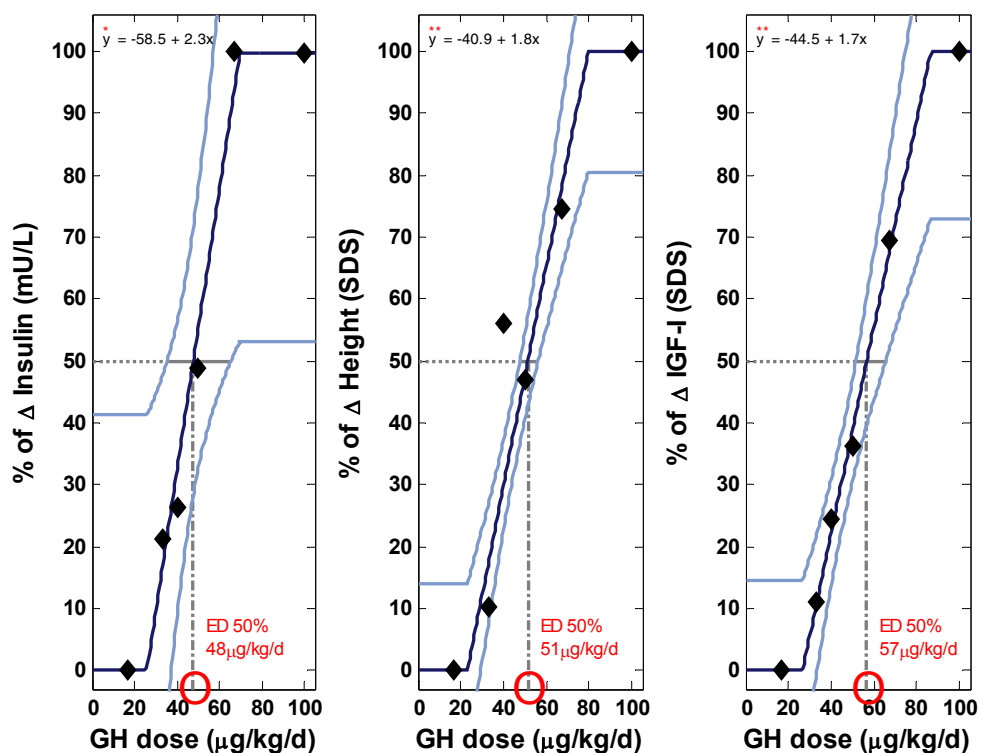 *
y = -58.5 + 2.3x
100
90
80
70
60
50
40
30
20
10
0
% of Δ Insulin (mU/L)
ED 50%
48µg/kg/d
0 20 40 60 80 100
GH dose (µg/kg/d)
**
y = -40.9 + 1.8x
100
90
80
70
60
50
40
30
20
10
0
% of Δ Height (SDS)
ED 50%
51µg/kg/d
0 20 40 60 80 100
GH dose (µg/kg/d)
**
y = -44.5 + 1.7x
100
90
80
70
60
50
40
30
20
10
0
% of Δ IGF-I (SDS)
ED 50%
57µg/kg/d
0 20 40 60 80 100
GH dose (µg/kg/d)